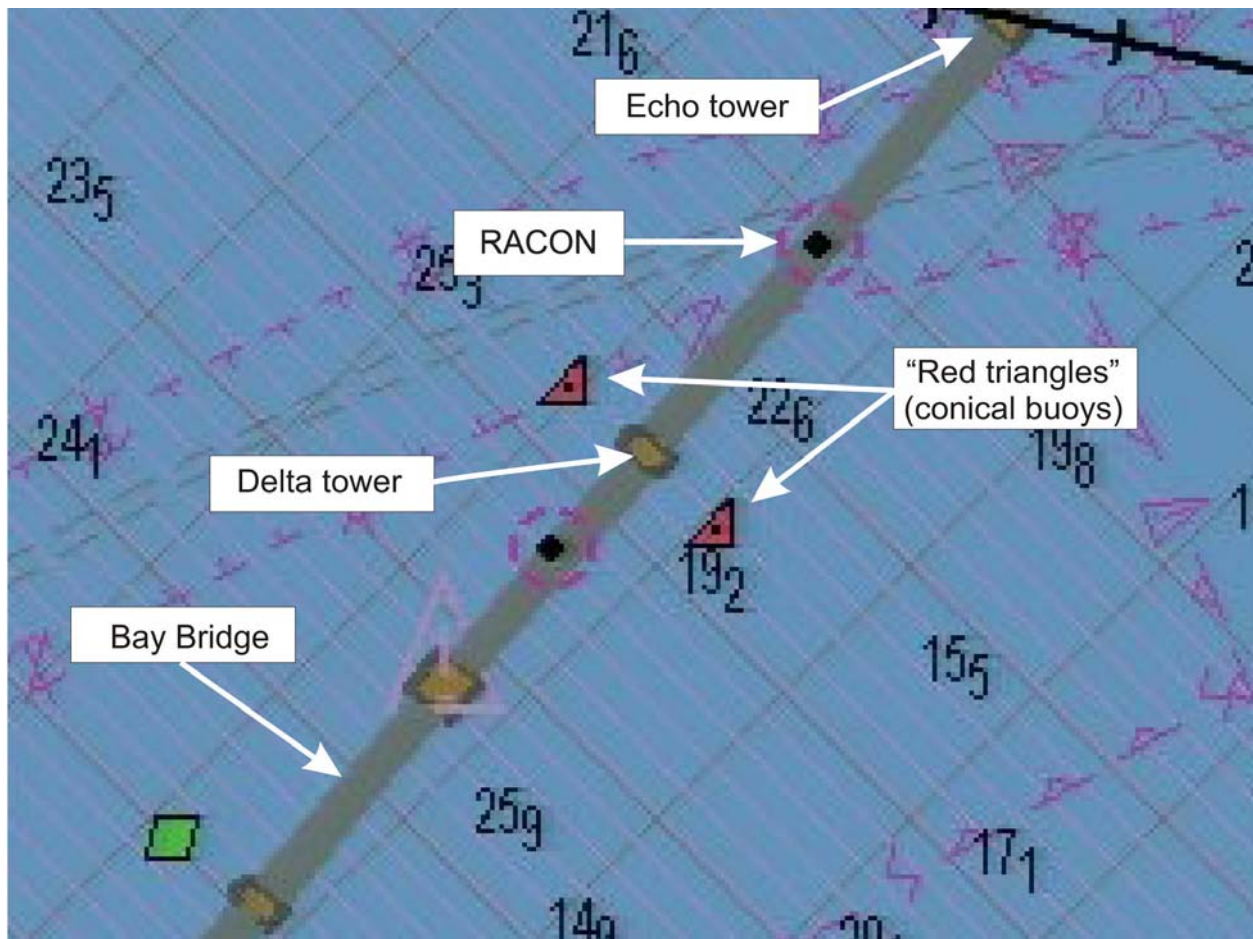 21₆
Echo tower
23₅
RACON
25₃
"Red triangles"
(conical buoys)
22₆
24₁
19₈
Delta tower
19₂
Bay Bridge
15₅
25₉
17₁